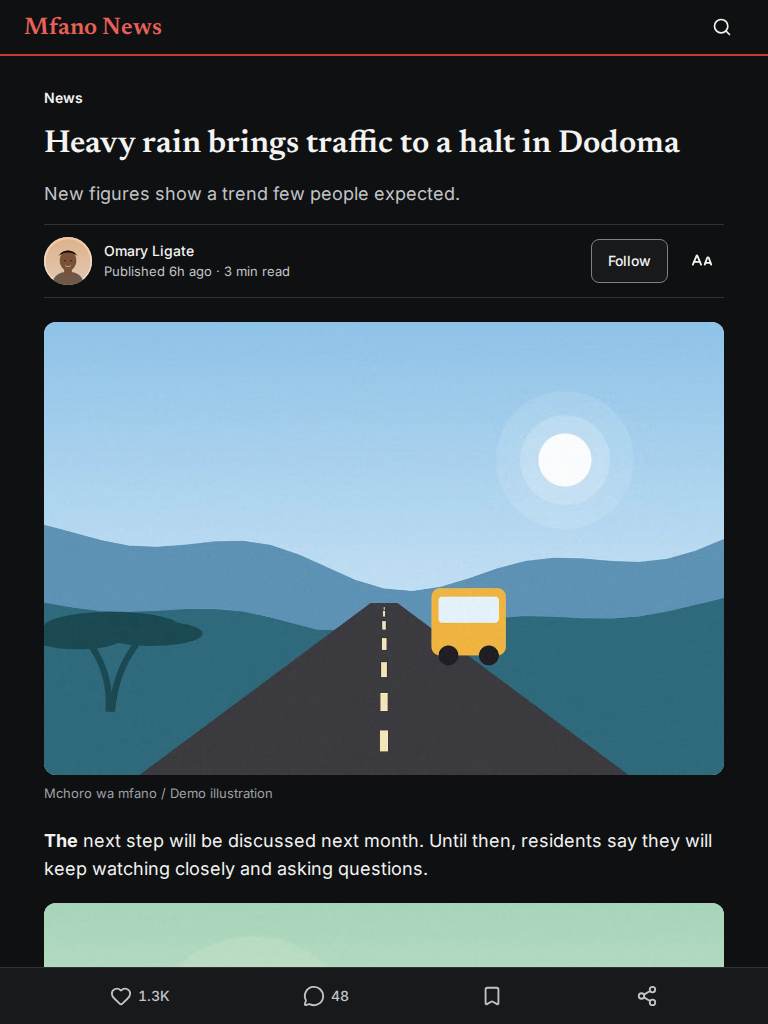 Mfano News
News
Heavy rain brings traffic to a halt in Dodoma
New figures show a trend few people expected.
Omary Ligate
Published 6h ago · 3 min read
Follow
AA
Mchoro wa mfano / Demo illustration
The next step will be discussed next month. Until then, residents say they will
keep watching closely and asking questions.
1.3K
48